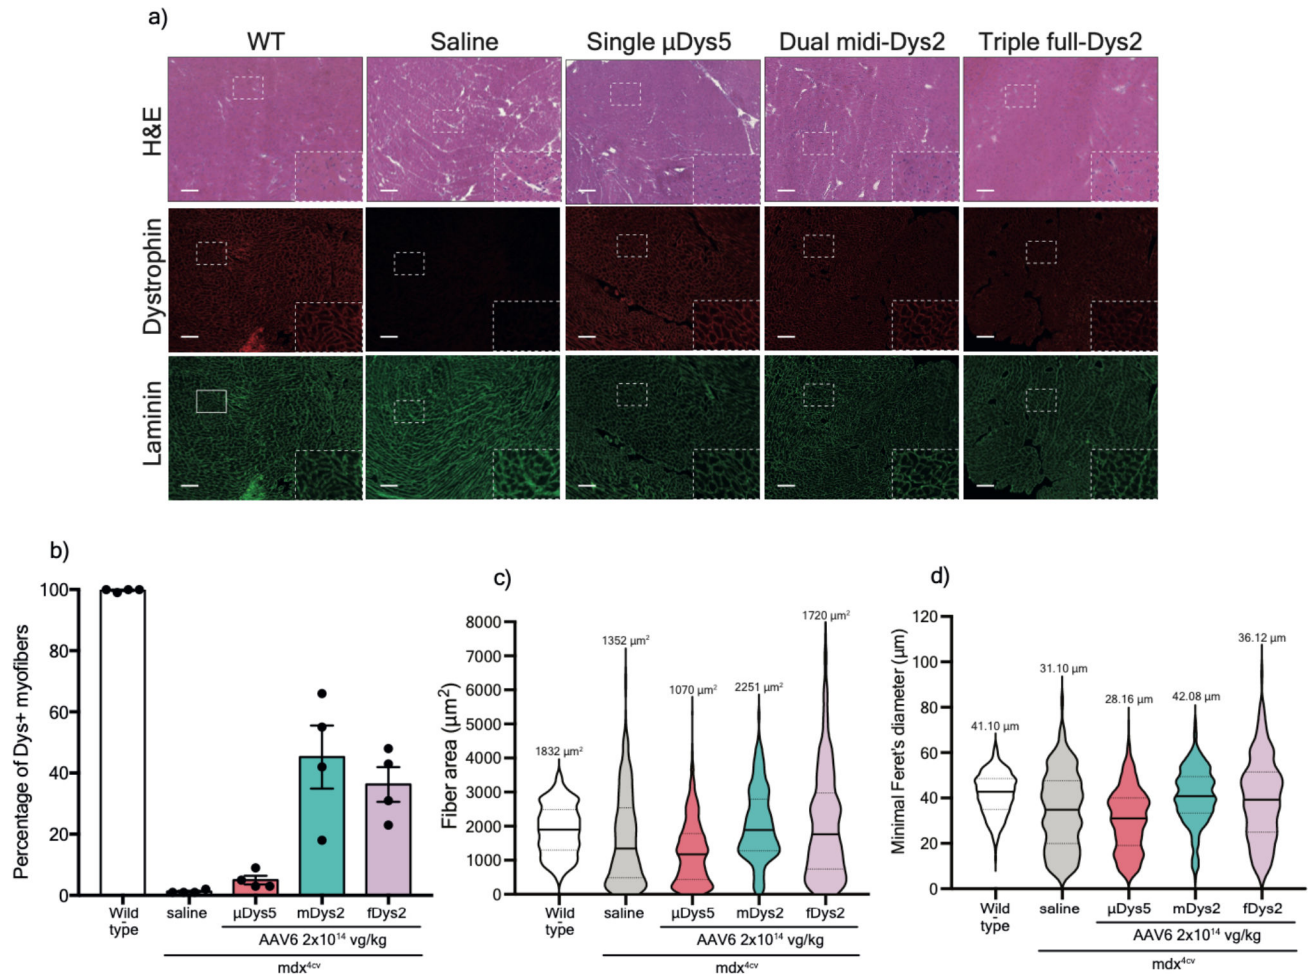 a)
WT Saline Single µDys5 Dual midi-Dys2 Triple full-Dys2
H&E
Dystrophin
Laminin
b)
Percentage of Dys+ myofibers
100
80
60
40
20
0
Wild
-
type
saline
µDys5
mDys2
fDys2
AAV6 2x10¹⁴ vg/kg
mdx⁴ᶜᵛ
c)
Fiber area (µm²)
8000
7000
6000
5000
4000
3000
2000
1000
0
1832 µm²
1352 µm²
1070 µm²
2251 µm²
1720 µm²
Wild
-
type
saline
µDys5
mDys2
fDys2
AAV6 2x10¹⁴ vg/kg
mdx⁴ᶜᵛ
d)
Minimal Feret's diameter (µm)
120
100
80
60
40
20
0
41.10 µm
31.10 µm
28.16 µm
42.08 µm
36.12 µm
Wild
-
type
saline
µDys5
mDys2
fDys2
AAV6 2x10¹⁴ vg/kg
mdx⁴ᶜᵛ